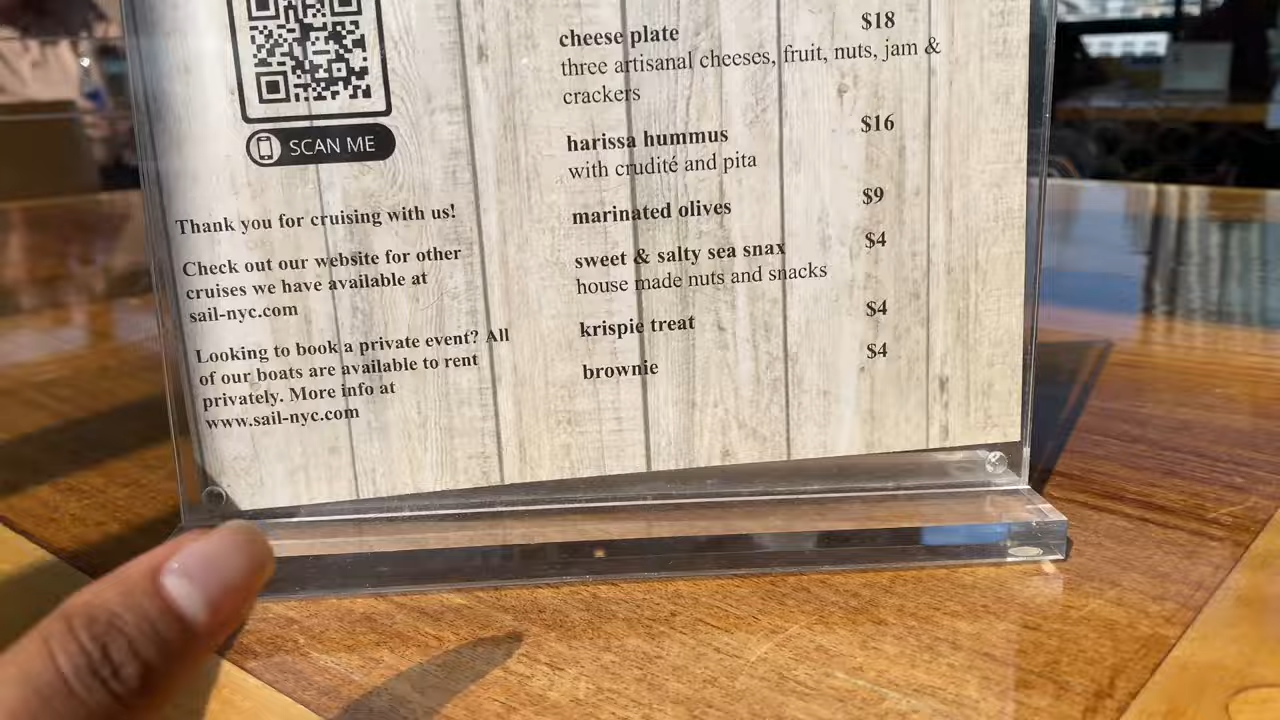 SCAN ME
Thank you for cruising with us!
Check out our website for other
cruises we have available at
sail-nyc.com
Looking to book a private event? All
of our boats are available to rent
privately. More info at
www.sail-nyc.com
cheese plate $18
three artisanal cheeses, fruit, nuts, jam &
crackers
harissa hummus $16
with crudité and pita
marinated olives $9
sweet & salty sea snax $4
house made nuts and snacks
krispie treat $4
brownie $4